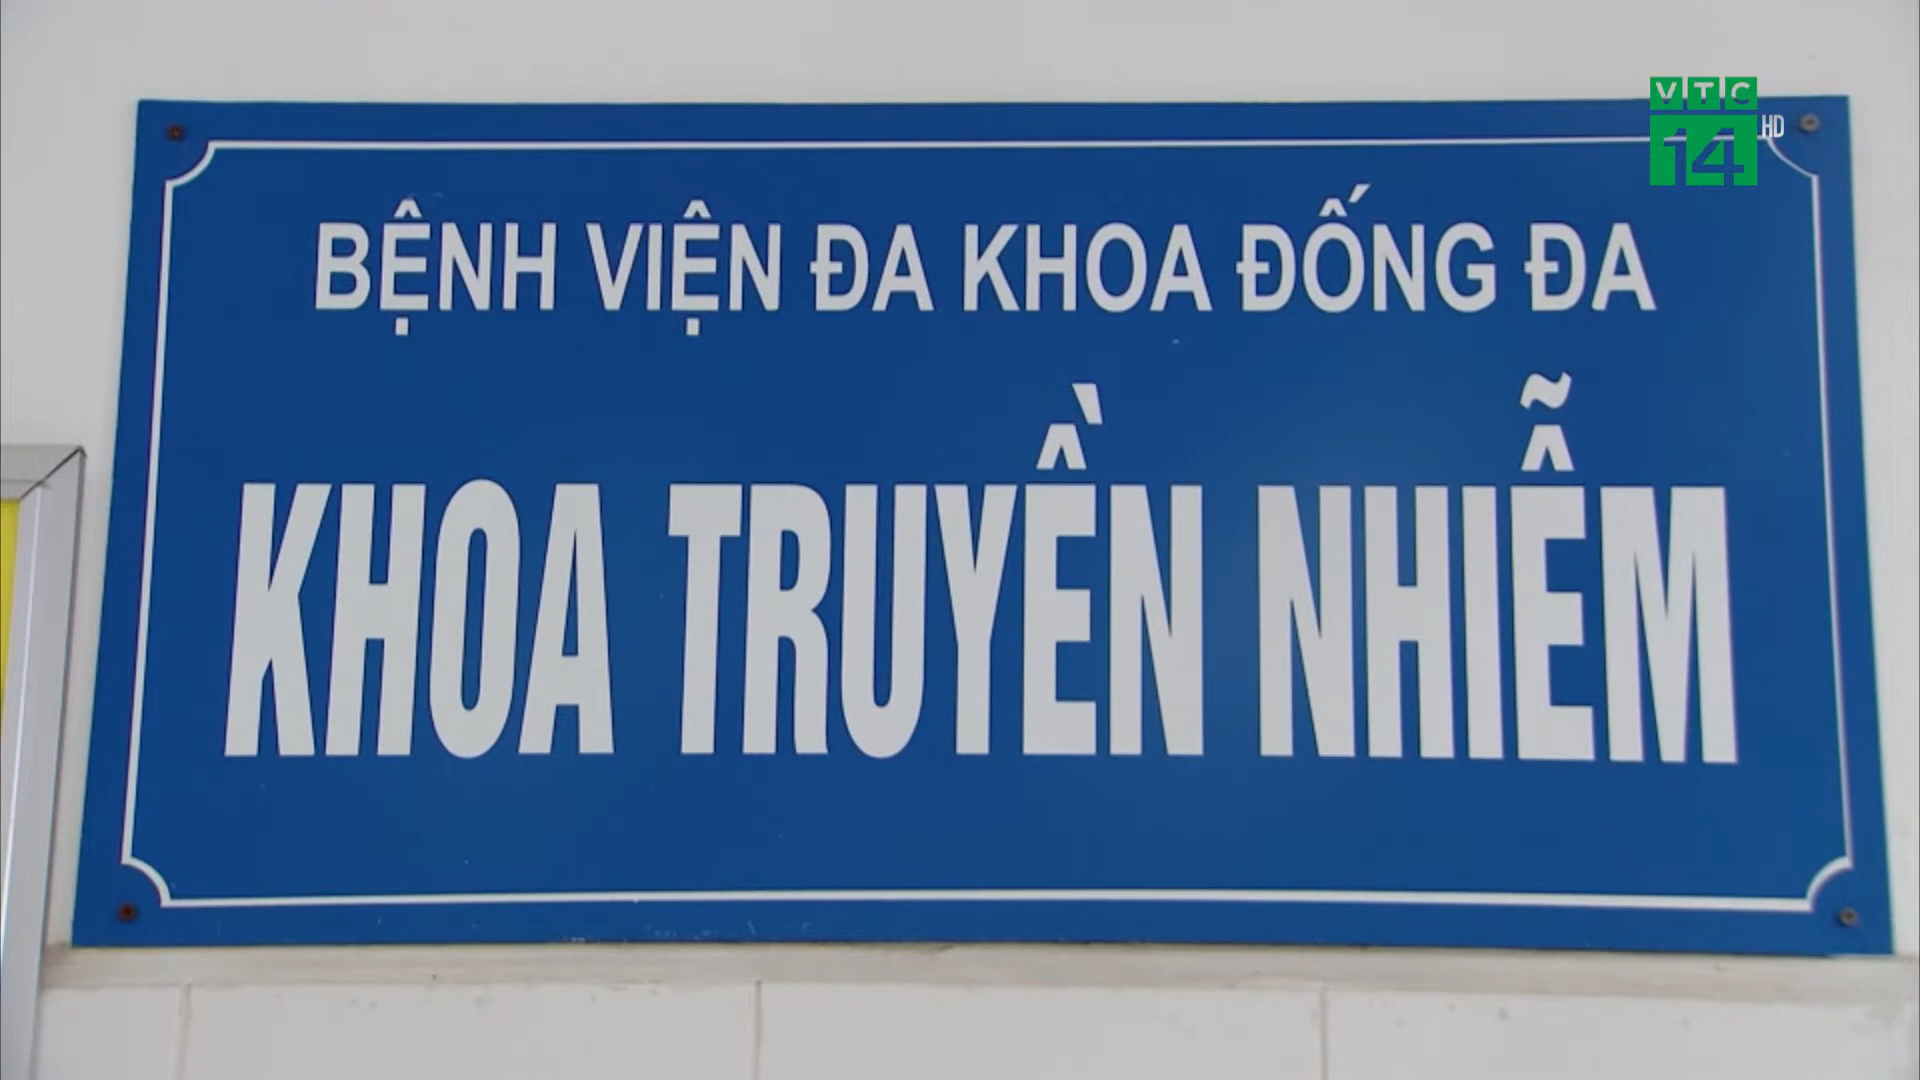 VTC
14 HD
BỆNH VIỆN ĐA KHOA ĐỐNG ĐA
KHOA TRUYỀN NHIỄM